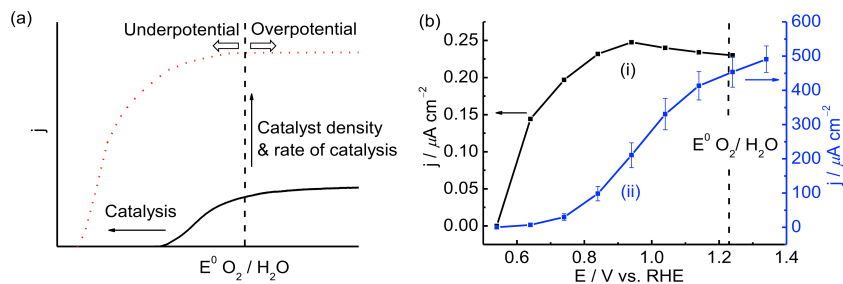 (a)
Underpotential
Overpotential
j
Catalyst density
& rate of catalysis
Catalysis
E⁰ O₂ / H₂O
(b)
j / μA cm⁻²
0.25
0.20
0.15
0.10
0.05
0.00
(i)
(ii)
E⁰ O₂/ H₂O
600
500
400
300
200
100
0
j / μA cm⁻²
0.6
0.8
1.0
1.2
1.4
E / V vs. RHE